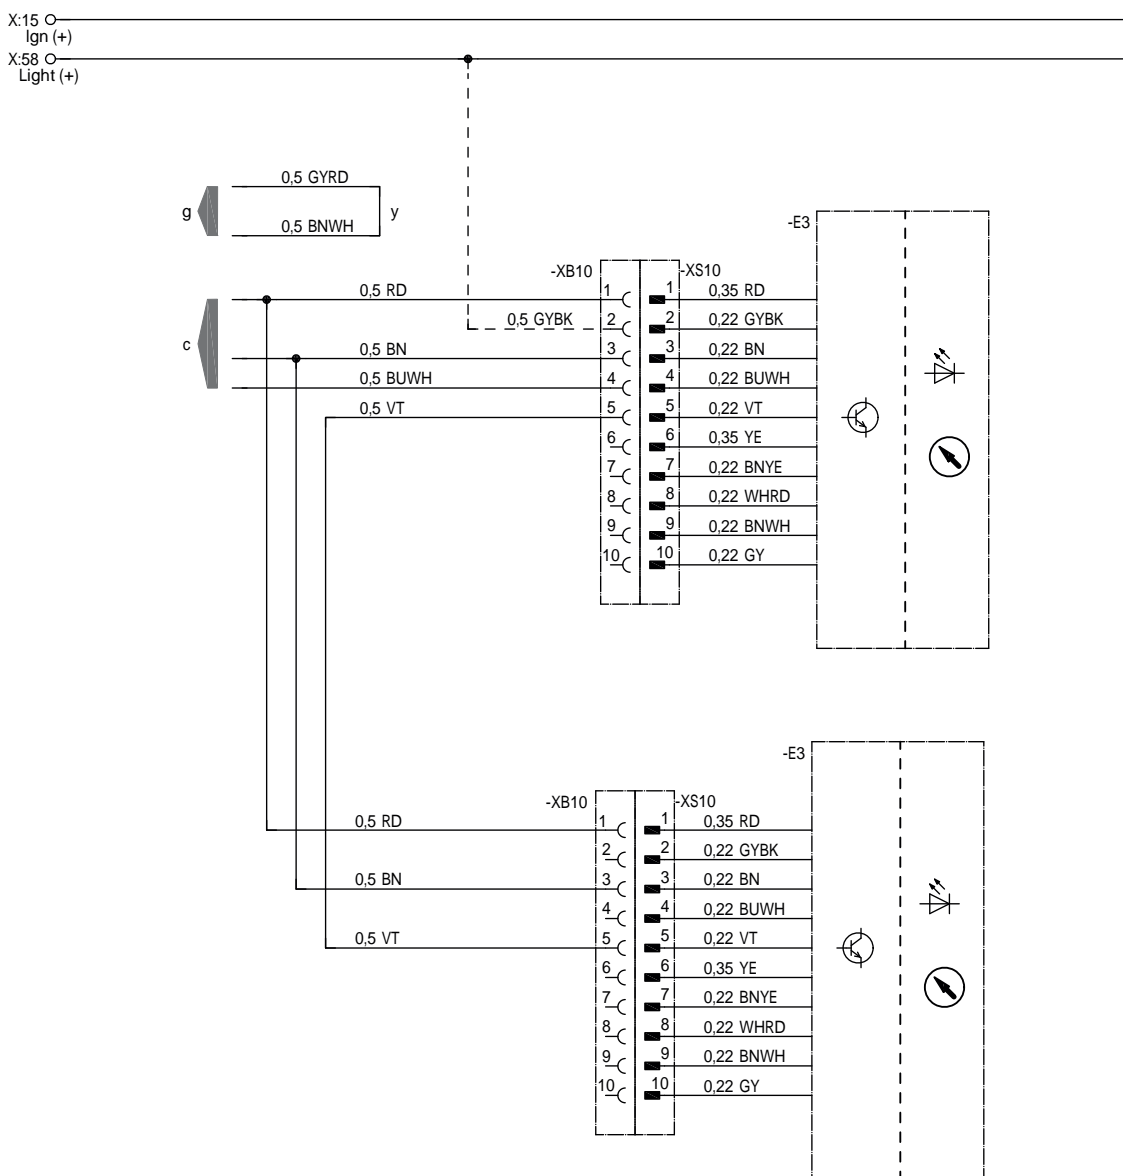 X:15
Ign (+)
X:58
Light (+)
0,5 GYRD
g
y
0,5 BNWH
-E3
-XB10
-XS10
0,5 RD
1
1
0,35 RD
0,5 GYBK
2
2
0,22 GYBK
c
0,5 BN
3
3
0,22 BN
0,5 BUWH
4
4
0,22 BUWH
0,5 VT
5
5
0,22 VT
6
6
0,35 YE
7
7
0,22 BNYE
8
8
0,22 WHRD
9
9
0,22 BNWH
10
10
0,22 GY
-E3
-XB10
-XS10
0,5 RD
1
1
0,35 RD
2
2
0,22 GYBK
0,5 BN
3
3
0,22 BN
4
4
0,22 BUWH
0,5 VT
5
5
0,22 VT
6
6
0,35 YE
7
7
0,22 BNYE
8
8
0,22 WHRD
9
9
0,22 BNWH
10
10
0,22 GY